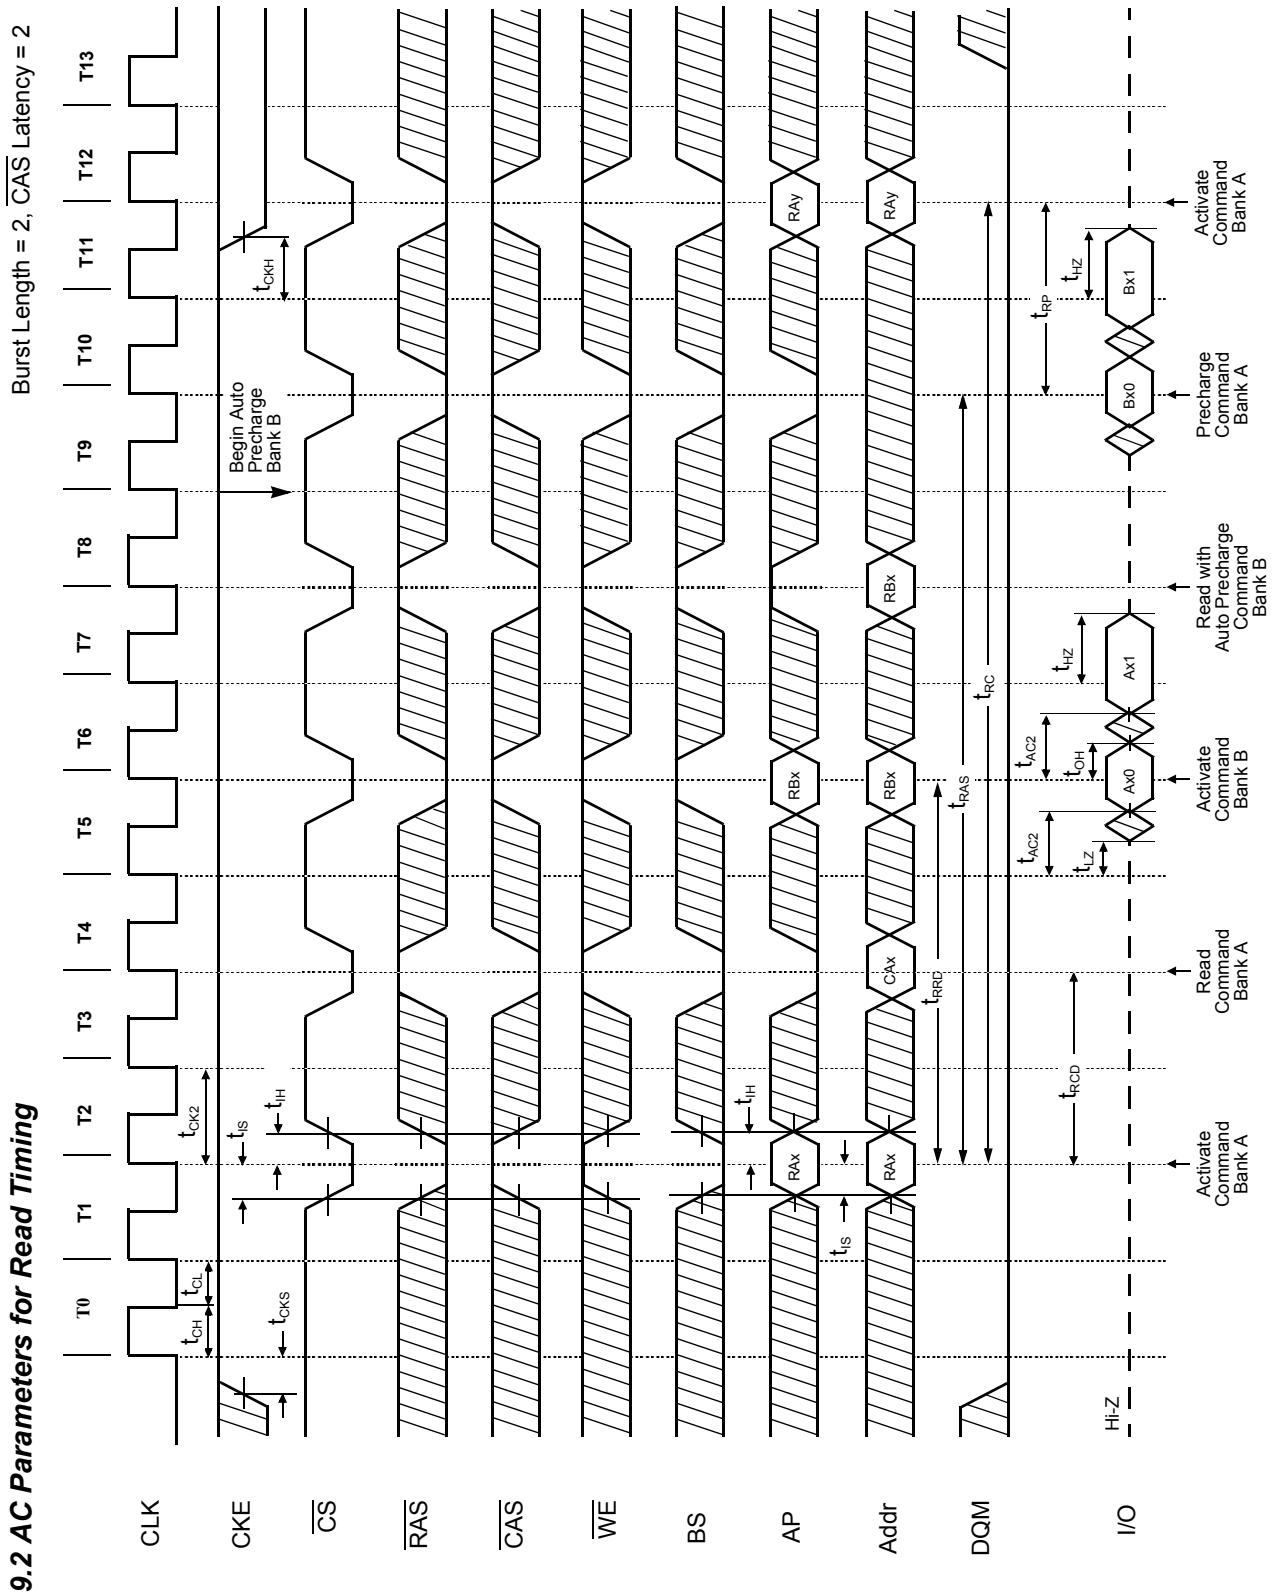 9.2 AC Parameters for Read Timing
Burst Length = 2, CAS Latency = 2
T0 T1 T2 T3 T4 T5 T6 T7 T8 T9 T10 T11 T12 T13
CLK
tCH tCL tCK2
CKE
tCKS tIS Begin Auto
Precharge
Bank B
tCKH
tIH
CS
RAS
CAS
WE
BS
tIH
AP
RAx RBx RAy
tIS
Addr
RAx CAx RBx RBx RAy
tRRD
tRAS
tRC
DQM
tRCD
tAC2 tAC2 tRP
tLZ tOH tHZ tHZ
Hi-Z
I/O
Ax0 Ax1 Bx0 Bx1
Activate
Command
Bank A
Read
Command
Bank A
Activate
Command
Bank B
Read with
Auto Precharge
Command
Bank B
Precharge
Command
Bank A
Activate
Command
Bank A